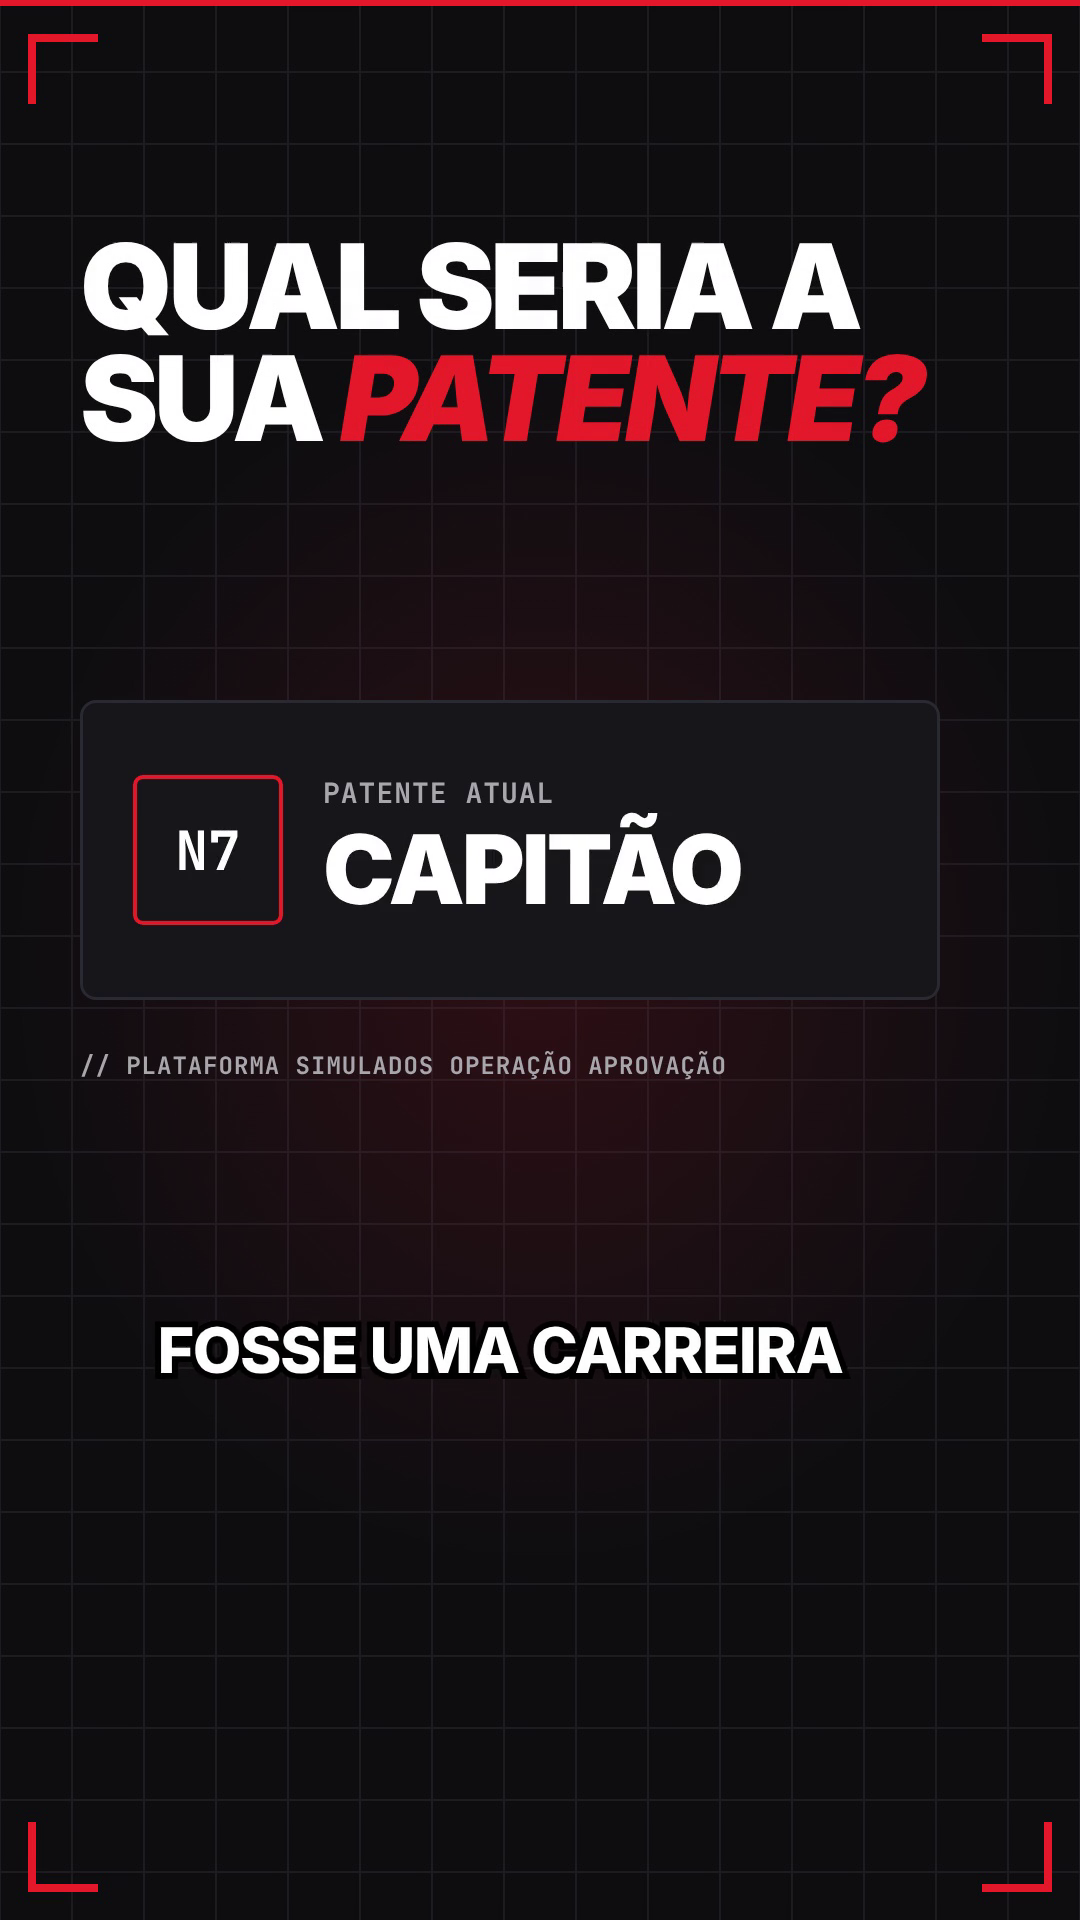 QUAL SERIA A
SUA PATENTE?
N7
PATENTE ATUAL
CAPITÃO
// PLATAFORMA SIMULADOS OPERAÇÃO APROVAÇÃO
FOSSE UMA CARREIRA